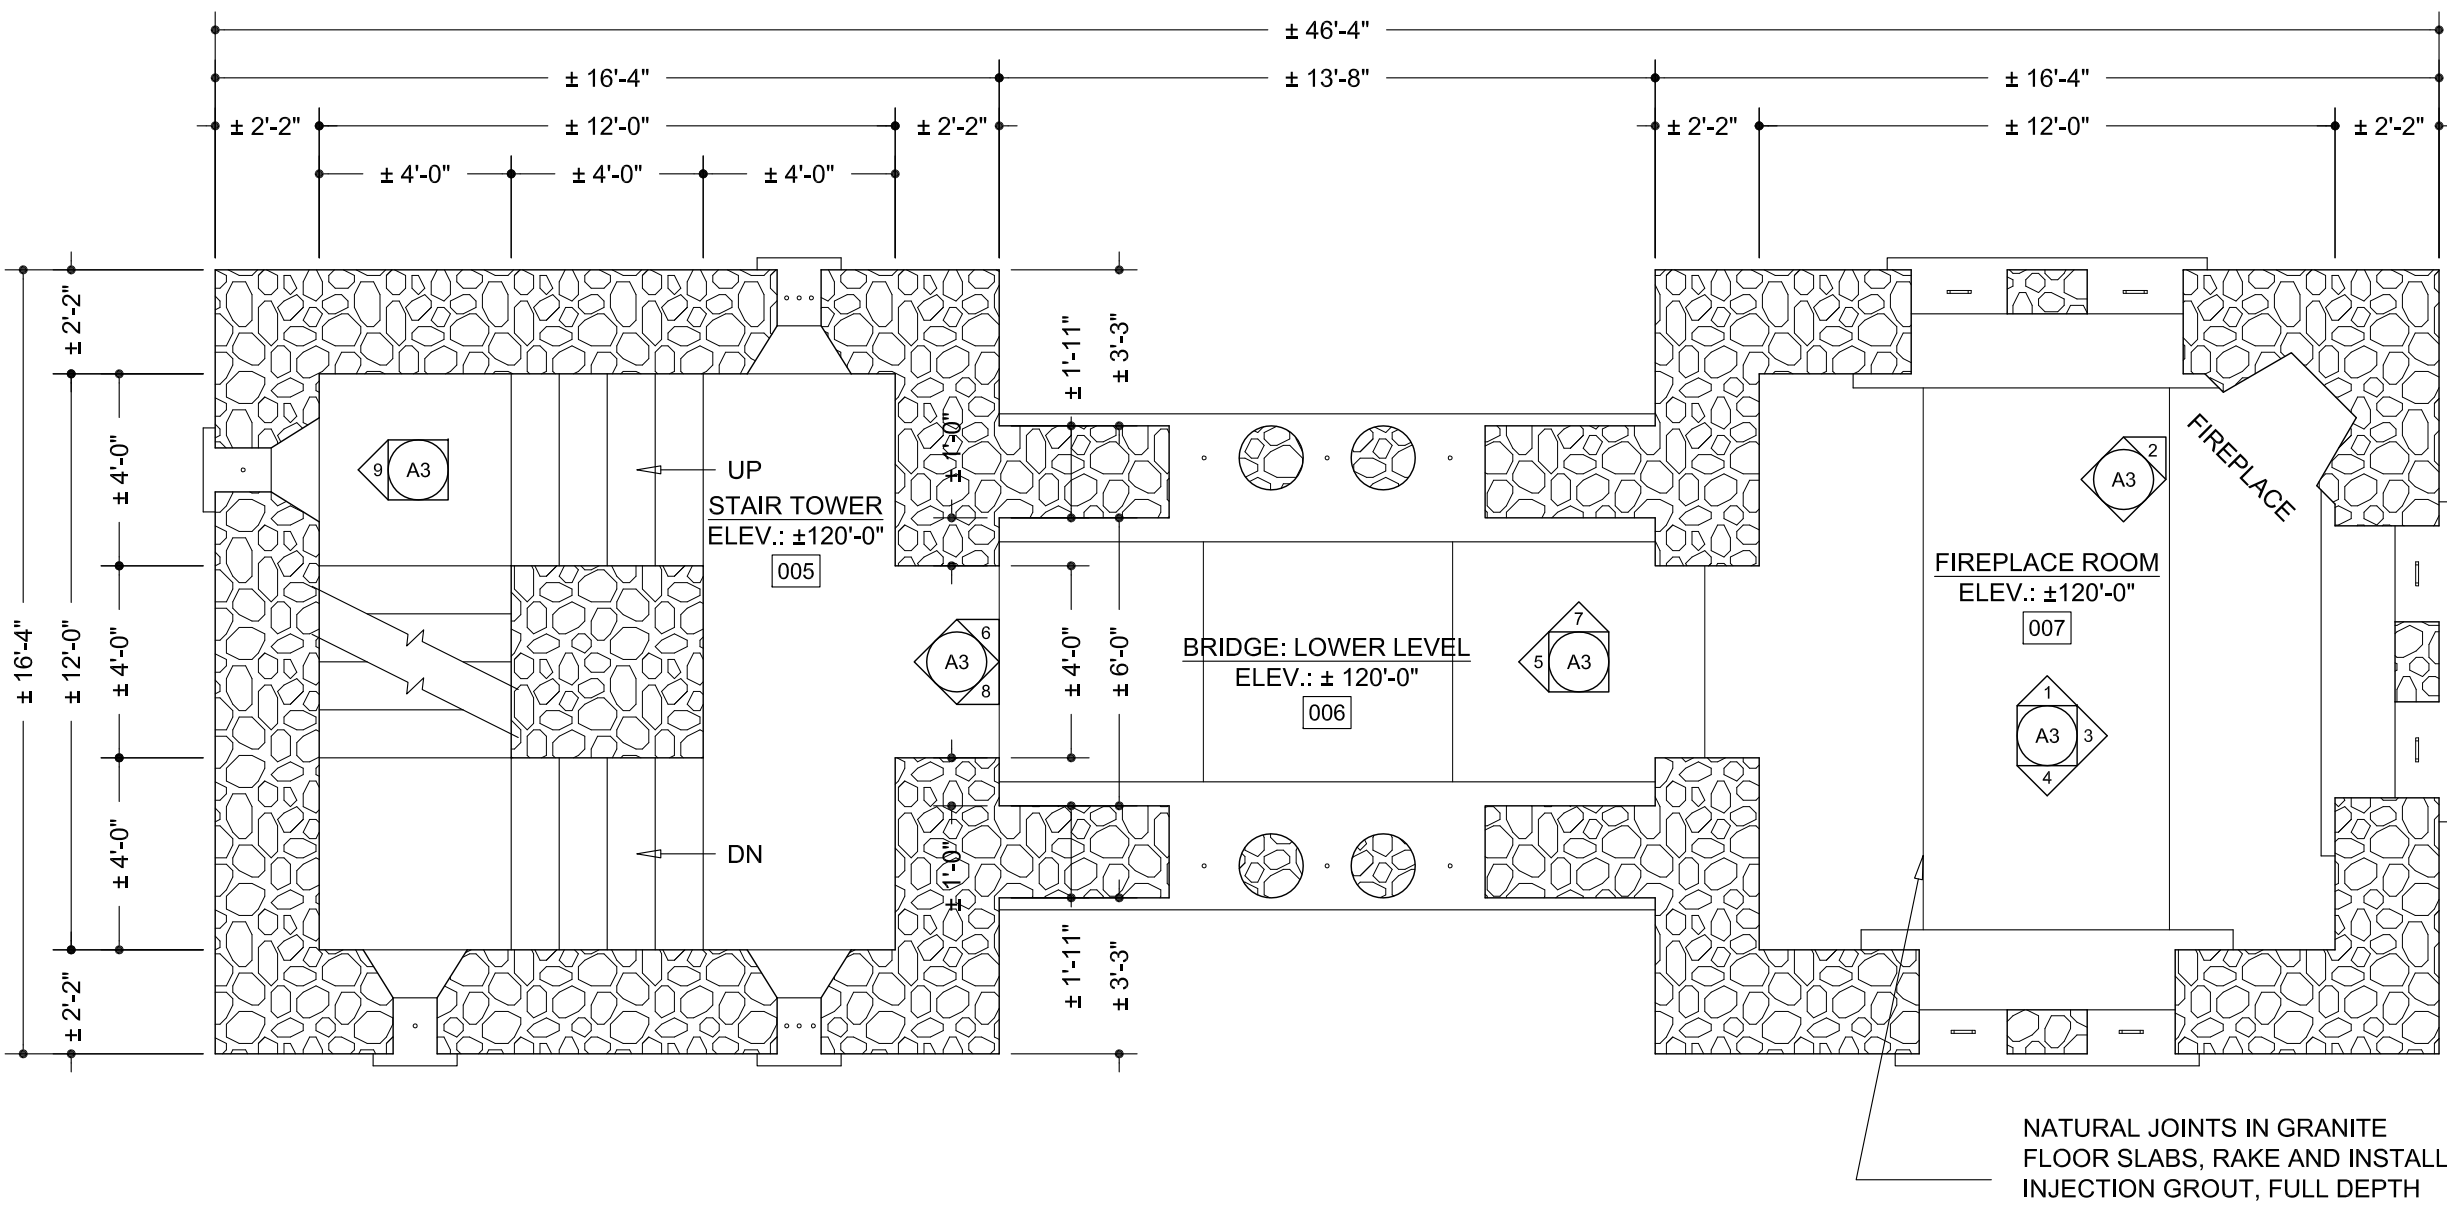 ± 46'-4"
± 16'-4"
± 13'-8"
± 16'-4"
± 2'-2"
± 12'-0"
± 2'-2"
± 2'-2"
± 12'-0"
± 2'-2"
± 4'-0"
± 4'-0"
± 4'-0"
± 16'-4"
± 2'-2"
± 12'-0"
± 2'-2"
± 4'-0"
± 4'-0"
± 4'-0"
9
A3
UP
STAIR TOWER
ELEV.: ±120'-0"
005
DN
± 1'-0"
± 1'-11"
± 3'-3"
6
A3
8
± 4'-0"
± 6'-0"
± 1'-0"
± 1'-11"
± 3'-3"
BRIDGE: LOWER LEVEL
ELEV.: ± 120'-0"
006
7
5
A3
2
A3
FIREPLACE
FIREPLACE ROOM
ELEV.: ±120'-0"
007
1
A3
3
4
NATURAL JOINTS IN GRANITE
FLOOR SLABS, RAKE AND INSTALL
INJECTION GROUT, FULL DEPTH